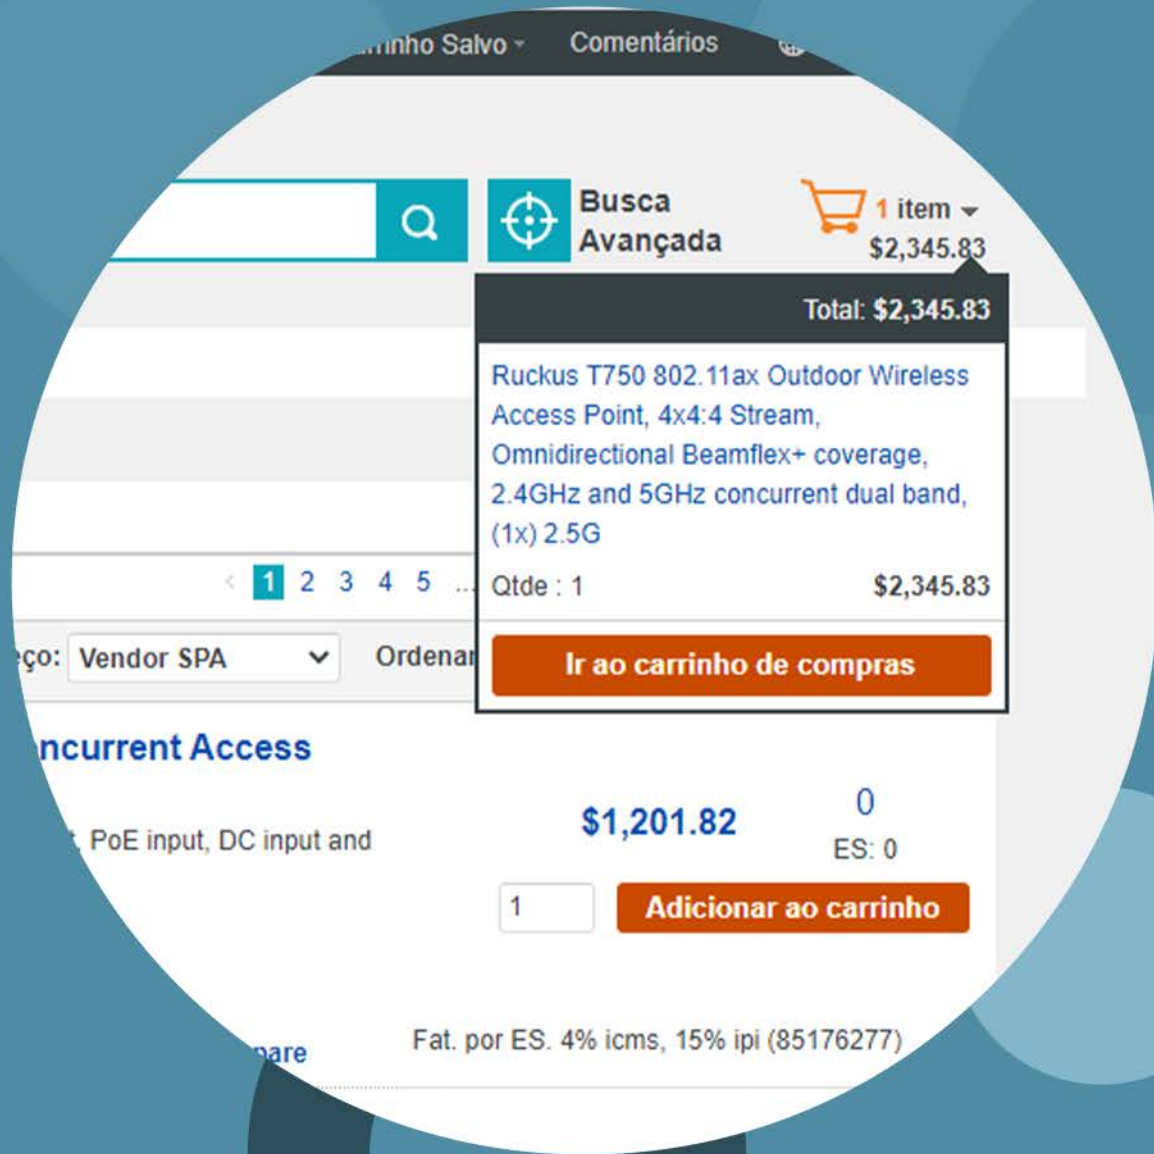 Salvo
Comentários
Busca
Avançada
1 item
$2,345.83
Total: $2,345.83
Ruckus T750 802.11ax Outdoor Wireless
Access Point, 4x4:4 Stream,
Omnidirectional Beamflex+ coverage,
2.4GHz and 5GHz concurrent dual band,
(1x) 2.5G
Qtde : 1 $2,345.83
Ir ao carrinho de compras
< 1 2 3 4 5 ...
Vendor SPA
Ordenar
Access
$1,201.82
0
PoE input, DC input and
ES: 0
1
Adicionar ao carrinho
Fat. por ES. 4% icms, 15% ipi (85176277)